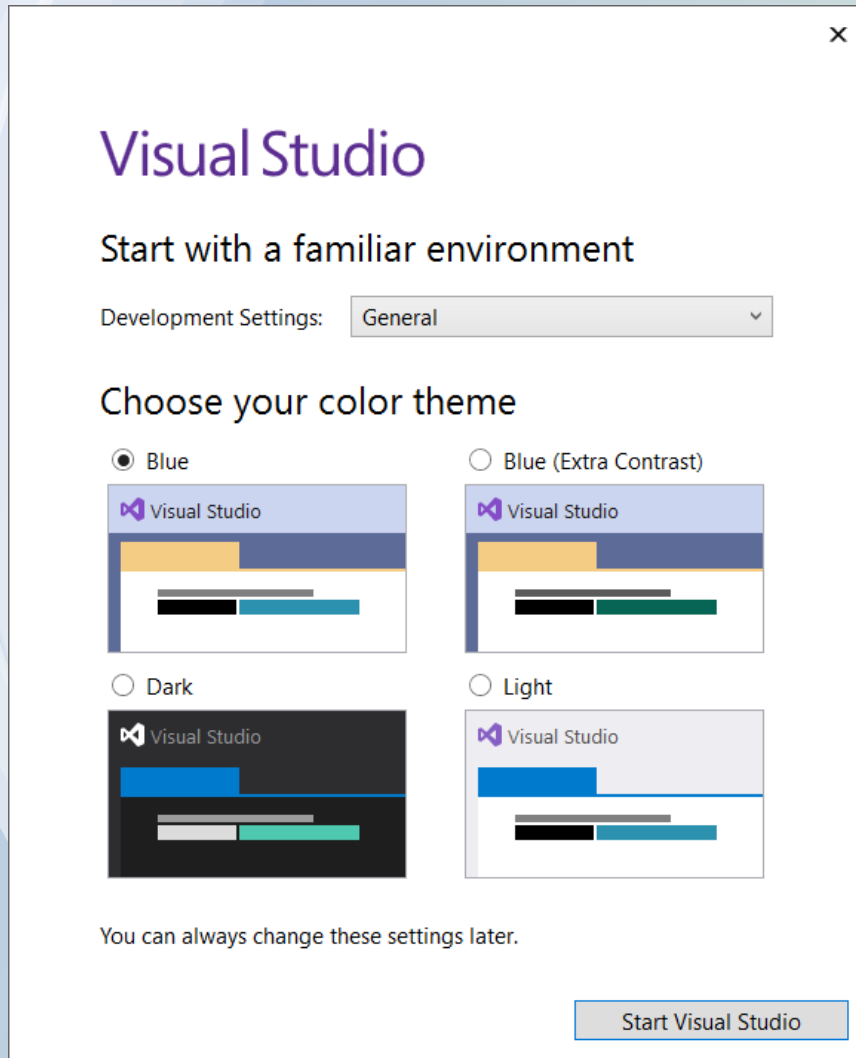 Visual Studio
Start with a familiar environment
Development Settings: General
Choose your color theme
Blue
Blue (Extra Contrast)
Visual Studio
Visual Studio
Dark
Light
Visual Studio
Visual Studio
You can always change these settings later.
Start Visual Studio